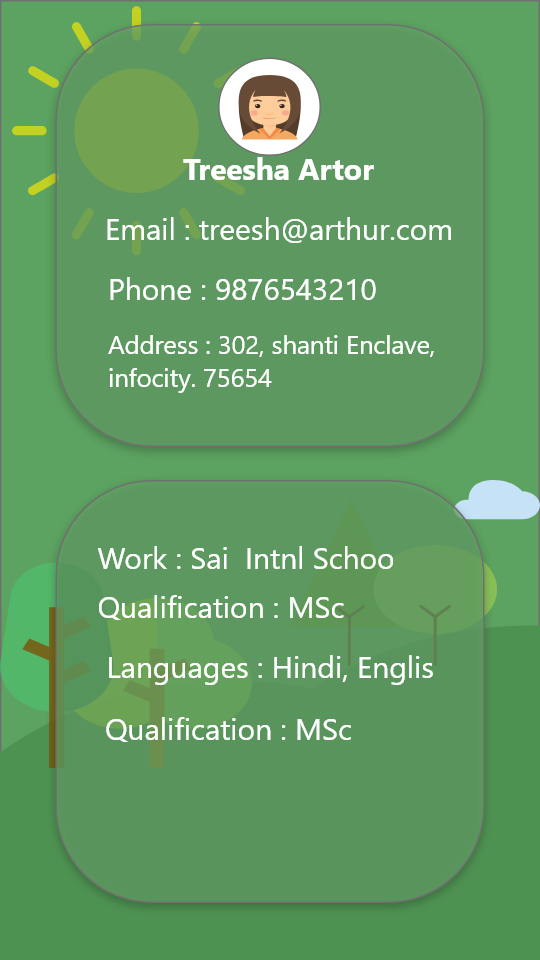 Treesha Artor
Email : treesh@arthur.com
Phone : 9876543210
Address : 302, shanti Enclave,
infocity. 75654
Work : Sai  Intnl Schoo
Qualification : MSc
Languages : Hindi, Englis
Qualification : MSc